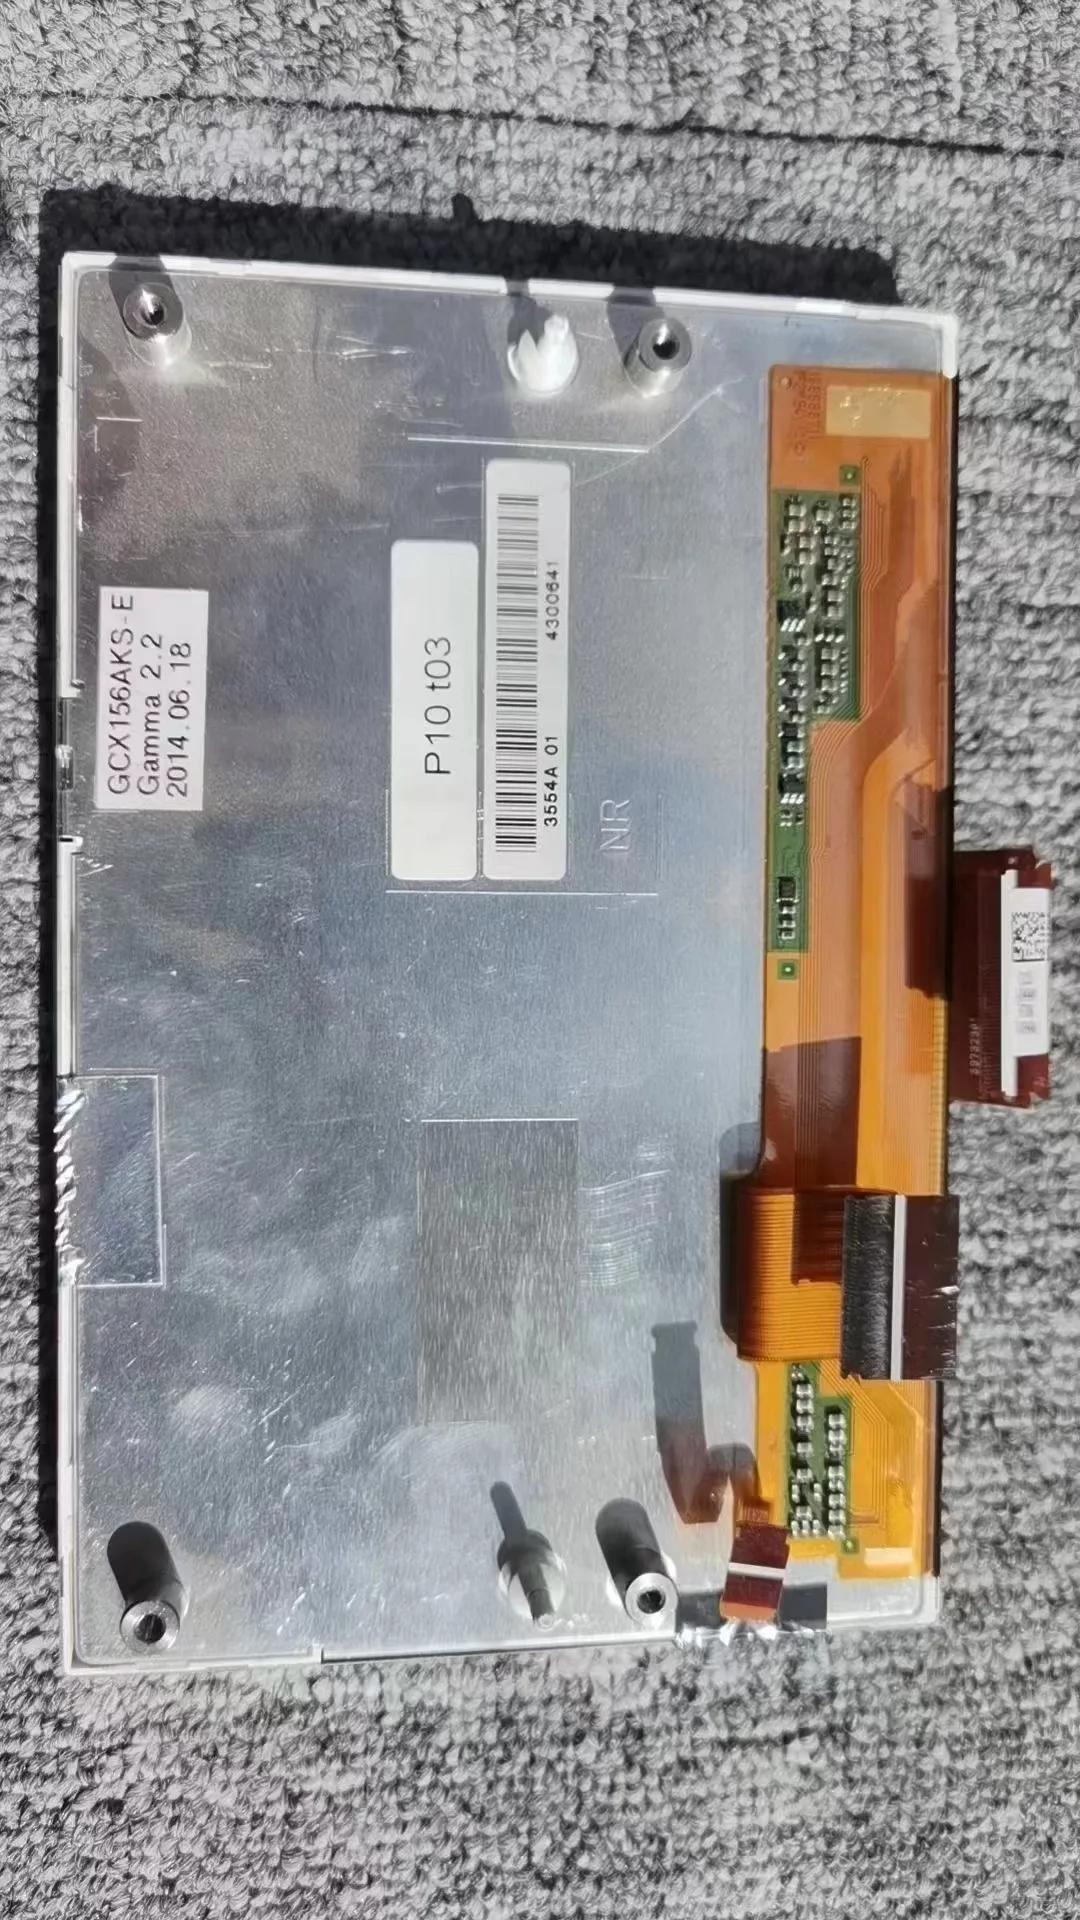 GCX156AKS-E
Gamma 2.2
2014.06.18
P10 t03
3554A 01
4300641
NR